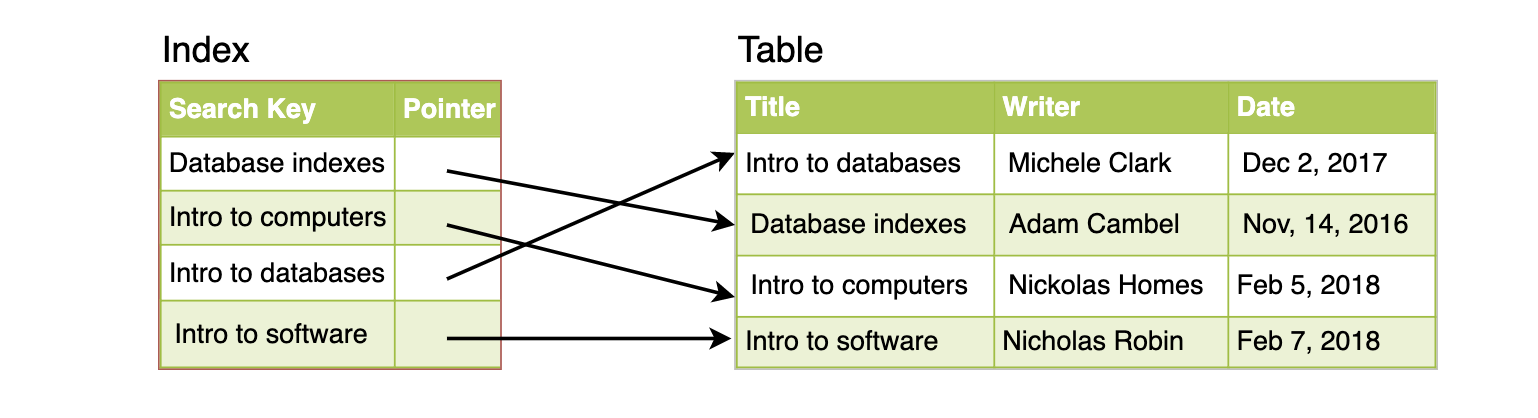 Index
Search Key Pointer
Database indexes
Intro to computers
Intro to databases
Intro to software
Table
Title Writer Date
Intro to databases Michele Clark Dec 2, 2017
Database indexes Adam Cambel Nov, 14, 2016
Intro to computers Nickolas Homes Feb 5, 2018
Intro to software Nicholas Robin Feb 7, 2018